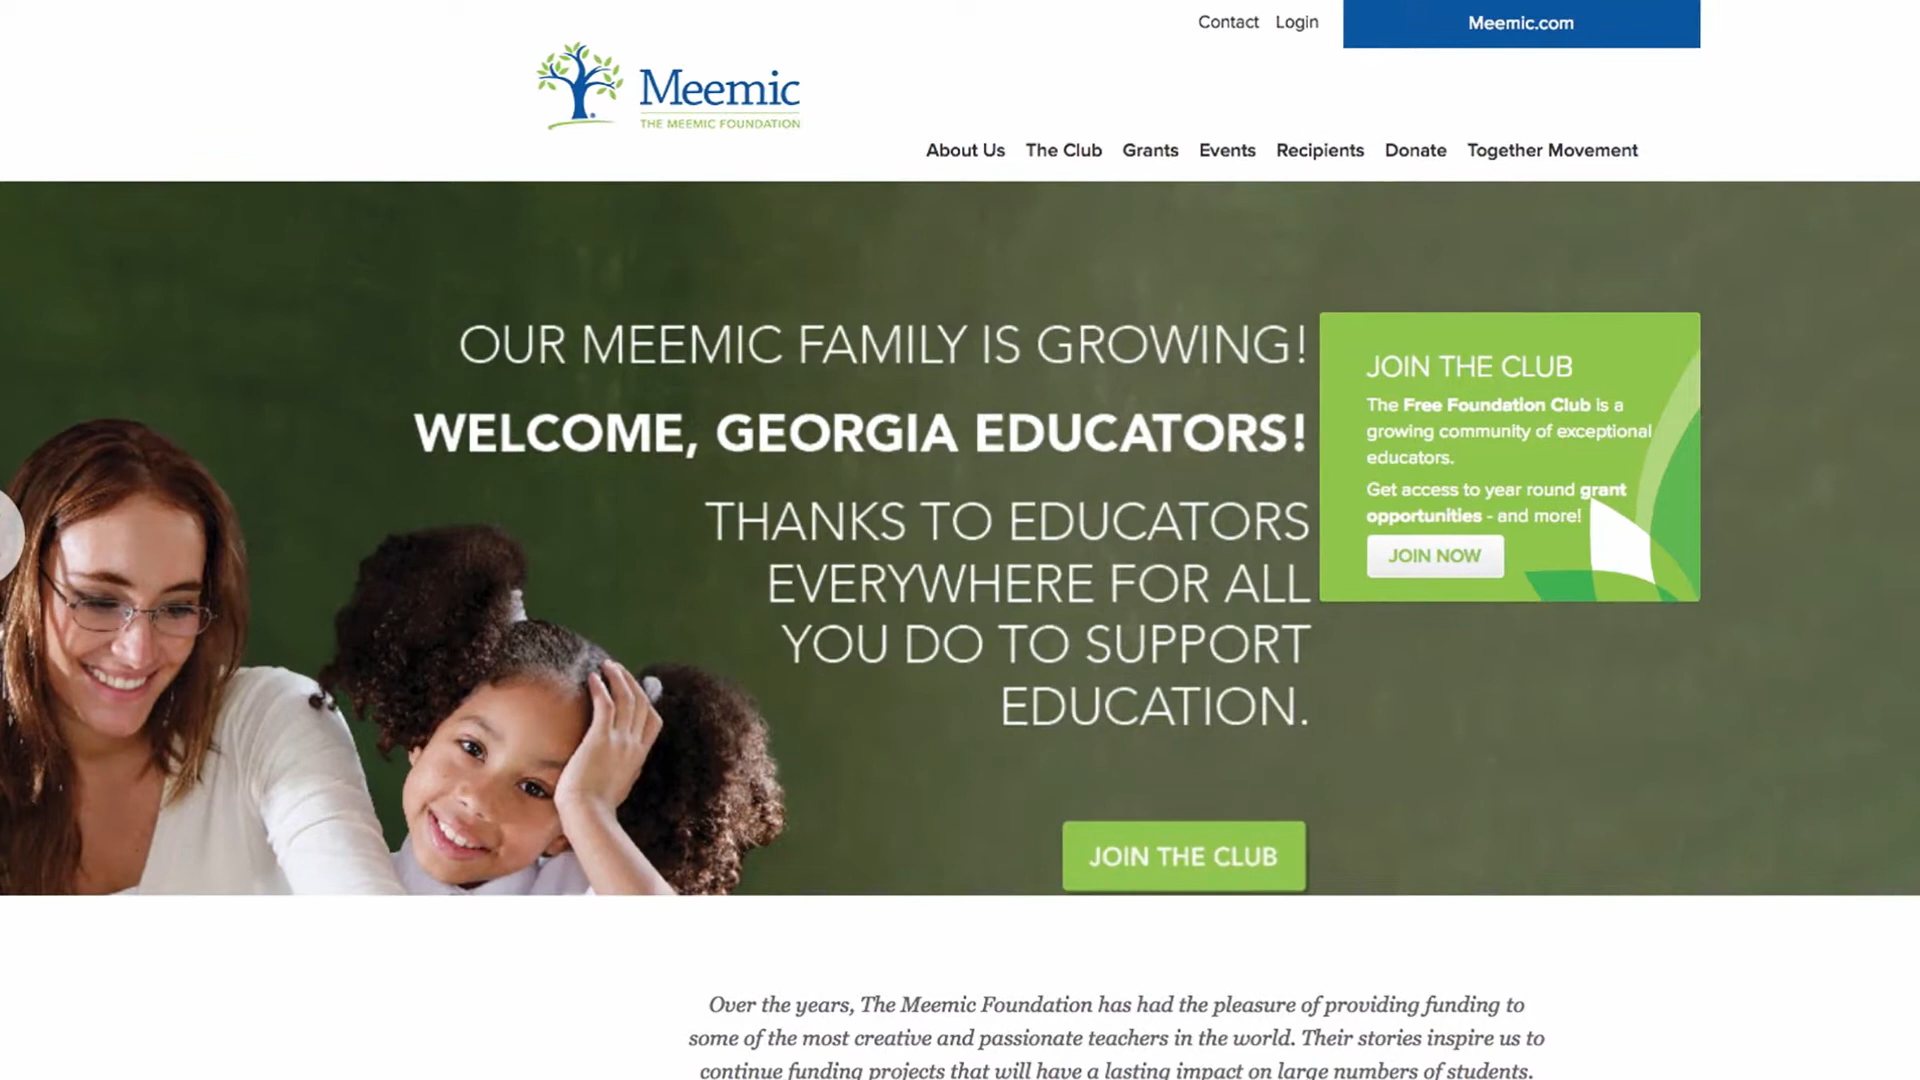 Contact Login Meemic.com
Meemic
THE MEEMIC FOUNDATION
About Us The Club Grants Events Recipients Donate Together Movement
OUR MEEMIC FAMILY IS GROWING!
WELCOME, GEORGIA EDUCATORS!
THANKS TO EDUCATORS
EVERYWHERE FOR ALL
YOU DO TO SUPPORT
EDUCATION.
JOIN THE CLUB
JOIN THE CLUB
The Free Foundation Club is a
growing community of exceptional
educators.
Get access to year round grant
opportunities - and more!
JOIN NOW
Over the years, The Meemic Foundation has had the pleasure of providing funding to
some of the most creative and passionate teachers in the world. Their stories inspire us to
continue funding projects that will have a lasting impact on large numbers of students.